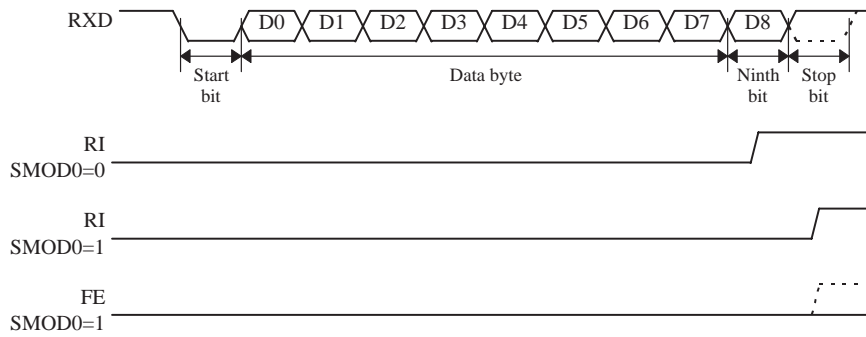 RXD
D0 D1 D2 D3 D4 D5 D6 D7 D8
Start bit
Data byte
Ninth bit
Stop bit
RI
SMOD0=0
RI
SMOD0=1
FE
SMOD0=1